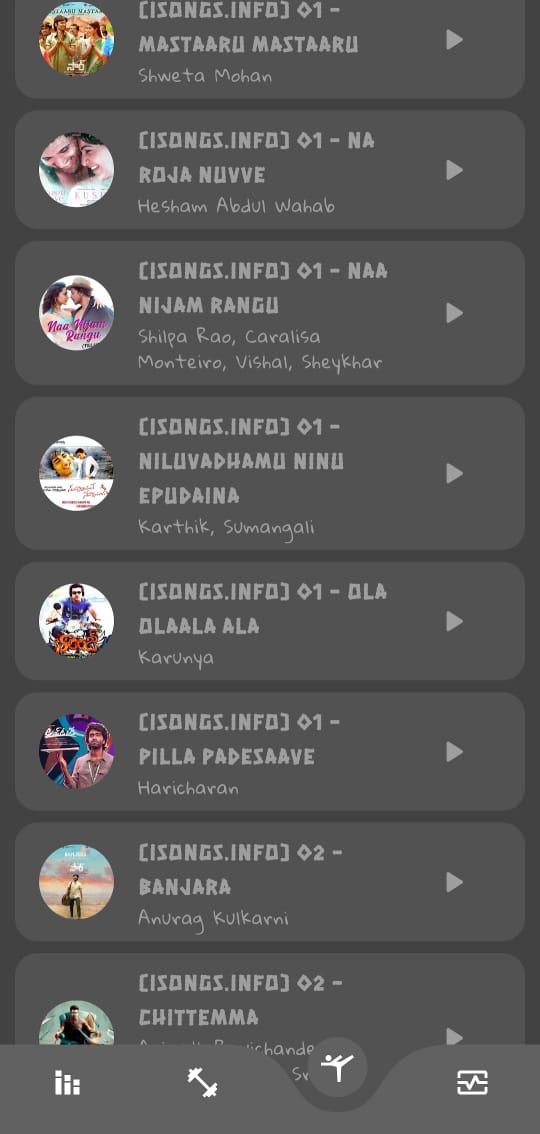 [ISONGS.INFO] 01 -
MASTAARU MASTAARU
Shweta Mohan
[ISONGS.INFO] 01 - NA
ROJA NUVVE
Hesham Abdul Wahab
[ISONGS.INFO] 01 - NAA
NIJAM RANGU
Shilpa Rao, Caralisa
Monteiro, Vishal, Sheykhar
Naa Nijam
Rangu
[ISONGS.INFO] 01 -
NILUVADHAMU NINU
EPUDAINA
Karthik, Sumangali
[ISONGS.INFO] 01 - OLA
OLAALA ALA
Karunya
[ISONGS.INFO] 01 -
PILLA PADESAAVE
Haricharan
[ISONGS.INFO] 02 -
BANJARA
Anurag Kulkarni
[ISONGS.INFO] 02 -
CHITTEMMA